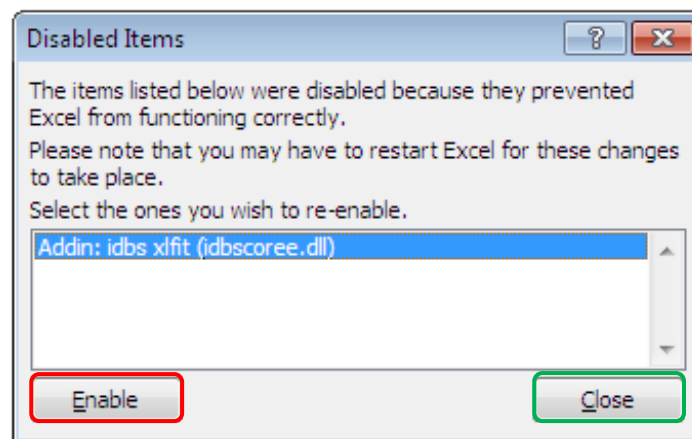 Disabled Items
The items listed below were disabled because they prevented
Excel from functioning correctly.
Please note that you may have to restart Excel for these changes
to take place.
Select the ones you wish to re-enable.
Addin: idbs xlfit (idbscoree.dll)
Enable Close